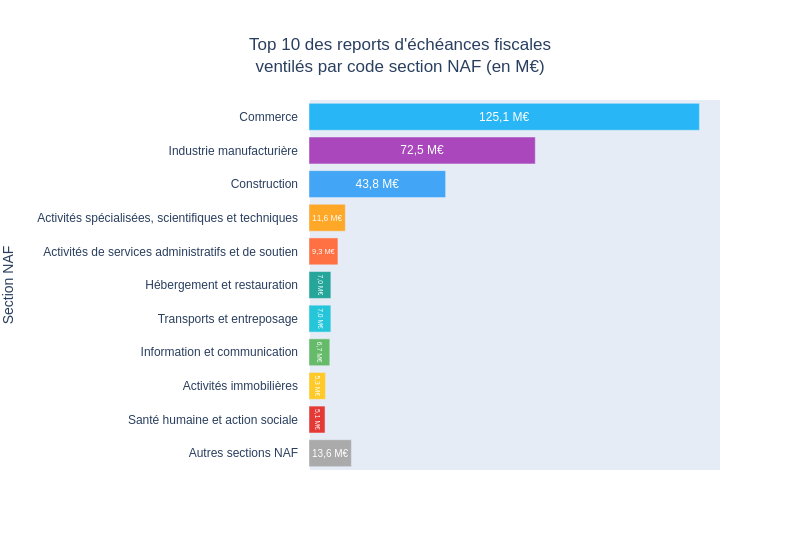 Top 10 des reports d'échéances fiscales
ventilés par code section NAF (en M€)
Section NAF
Commerce 125,1 M€
Industrie manufacturière 72,5 M€
Construction 43,8 M€
Activités spécialisées, scientifiques et techniques 11,6 M€
Activités de services administratifs et de soutien 9,3 M€
Hébergement et restauration 7,0 M€
Transports et entreposage 7,0 M€
Information et communication 6,7 M€
Activités immobilières M€
Santé humaine et action sociale 5,1 M€
Autres sections NAF 13,6 M€